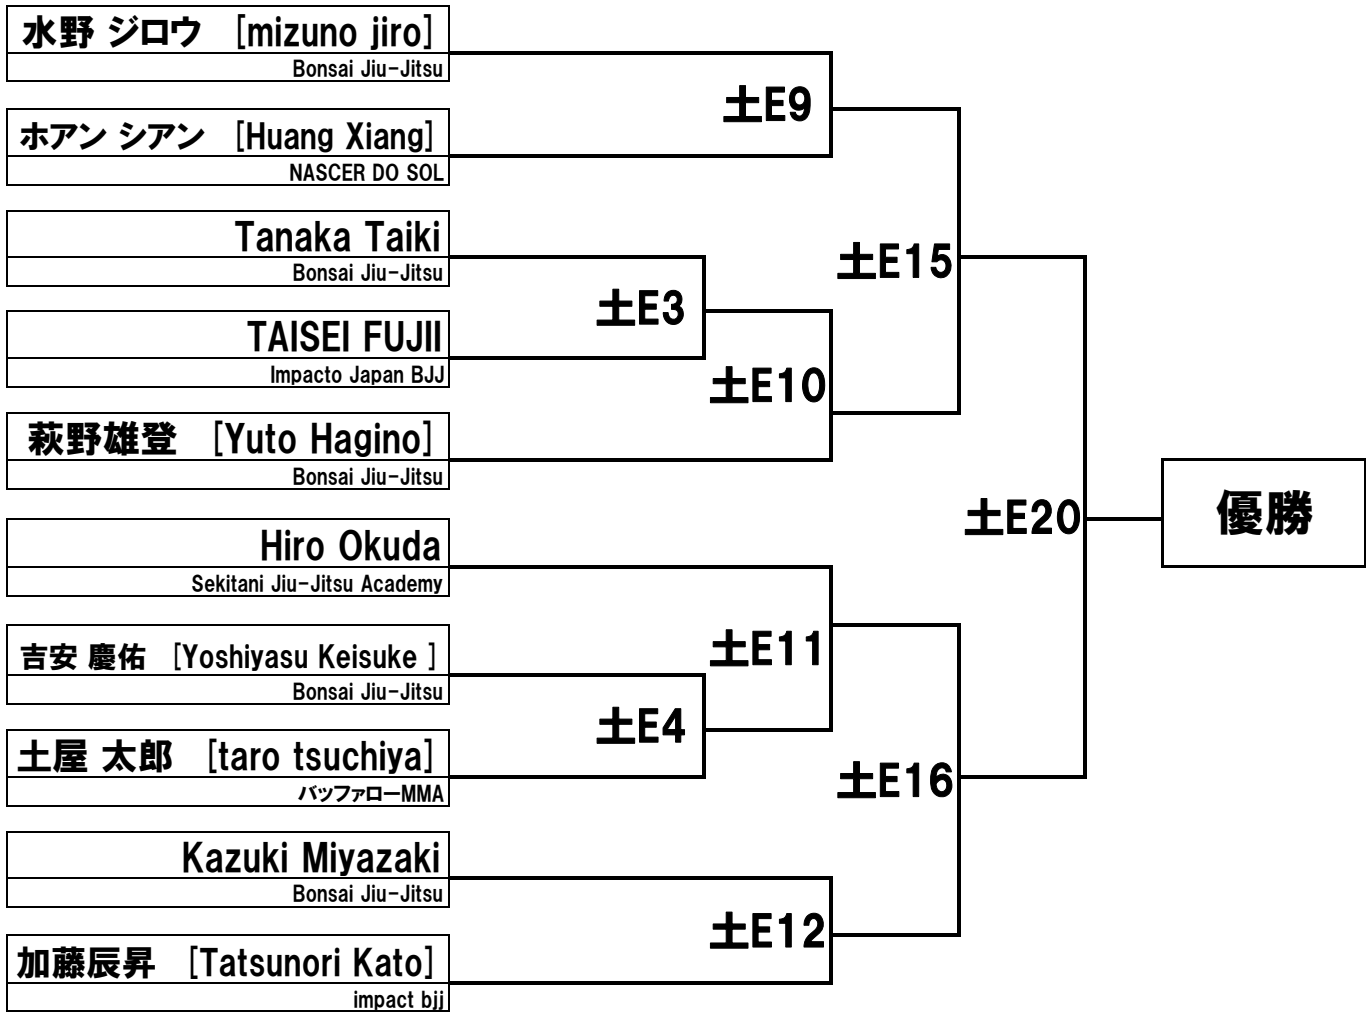 水野 ジロウ [mizuno jiro]
Bonsai Jiu-Jitsu
ホアン シアン [Huang Xiang]
NASCER DO SOL
Tanaka Taiki
Bonsai Jiu-Jitsu
TAISEI FUJII
Impacto Japan BJJ
萩野雄登 [Yuto Hagino]
Bonsai Jiu-Jitsu
Hiro Okuda
Sekitani Jiu-Jitsu Academy
吉安 慶佑 [Yoshiyasu Keisuke ]
Bonsai Jiu-Jitsu
土屋 太郎 [taro tsuchiya]
バッファローMMA
Kazuki Miyazaki
Bonsai Jiu-Jitsu
加藤辰昇 [Tatsunori Kato]
impact bjj
土E3
土E4
土E9
土E10
土E11
土E12
土E15
土E16
土E20
優勝